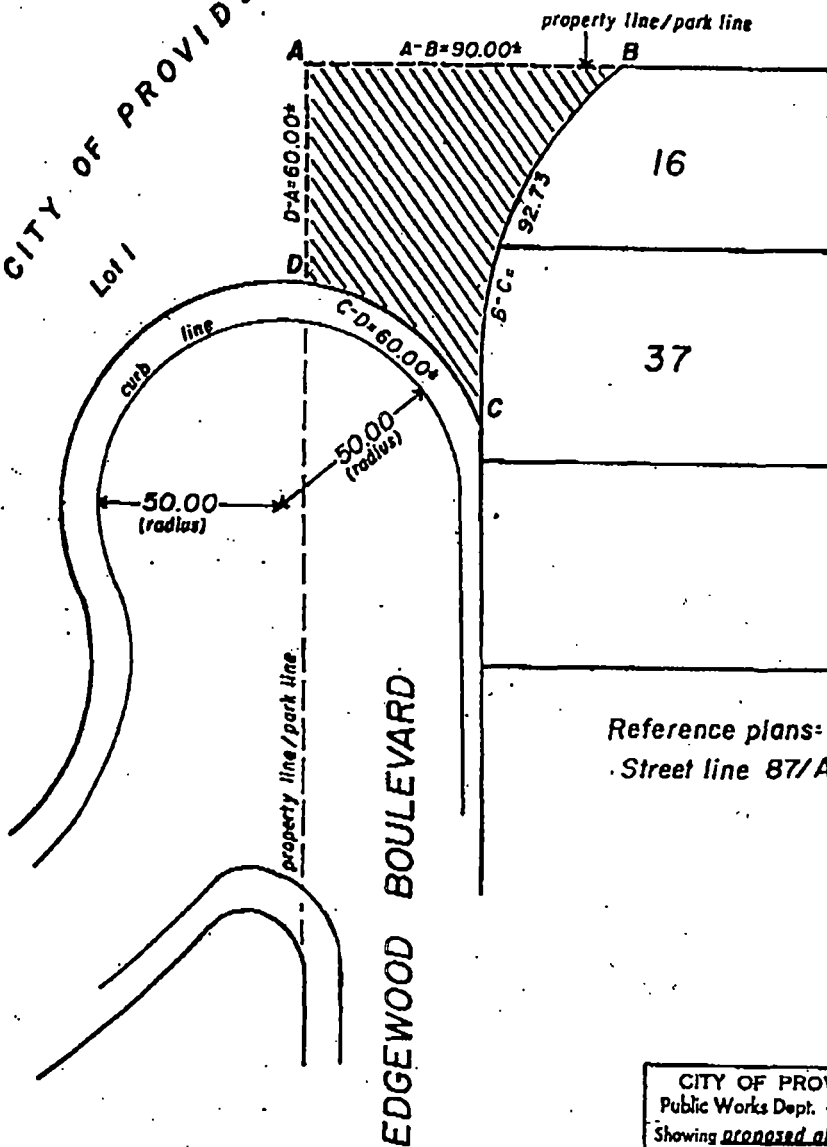 CITY OF PROVID
property line/park line
A
A-B=90.00±
B
D-A=60.00±
16
92.73
B-C=
Lot 1
D
C-D=60.00±
curb line
37
C
50.00
(radius)
50.00
(radius)
property line/park line
EDGEWOOD BOULEVARD
Reference plans=
Street line 87/A
CITY OF PROV
Public Works Dept.
Showing proposed a